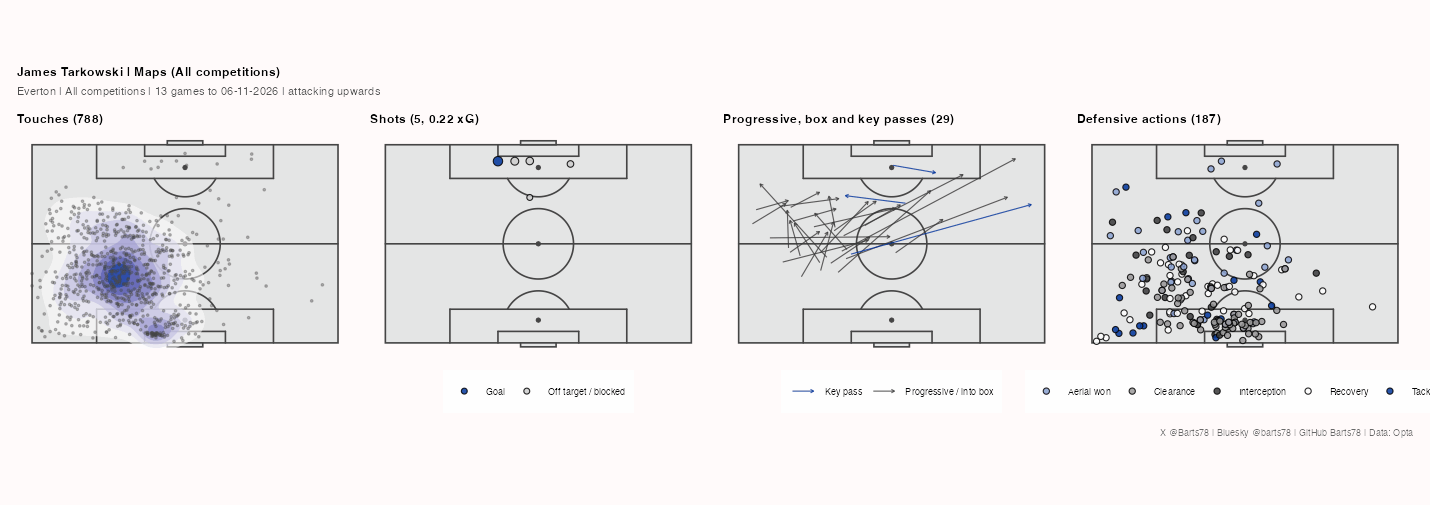 James Tarkowski | Maps (All competitions)
Everton | All competitions | 13 games to 06-11-2026 | attacking upwards
Touches (788)
Shots (5, 0.22 xG)
Progressive, box and key passes (29)
Defensive actions (187)
Goal
Off target / blocked
Key pass
Progressive / into box
Aerial won
Clearance
Interception
Recovery
Tack
X @Barts78 | Bluesky @barts78 | GitHub Barts78 | Data: Opta